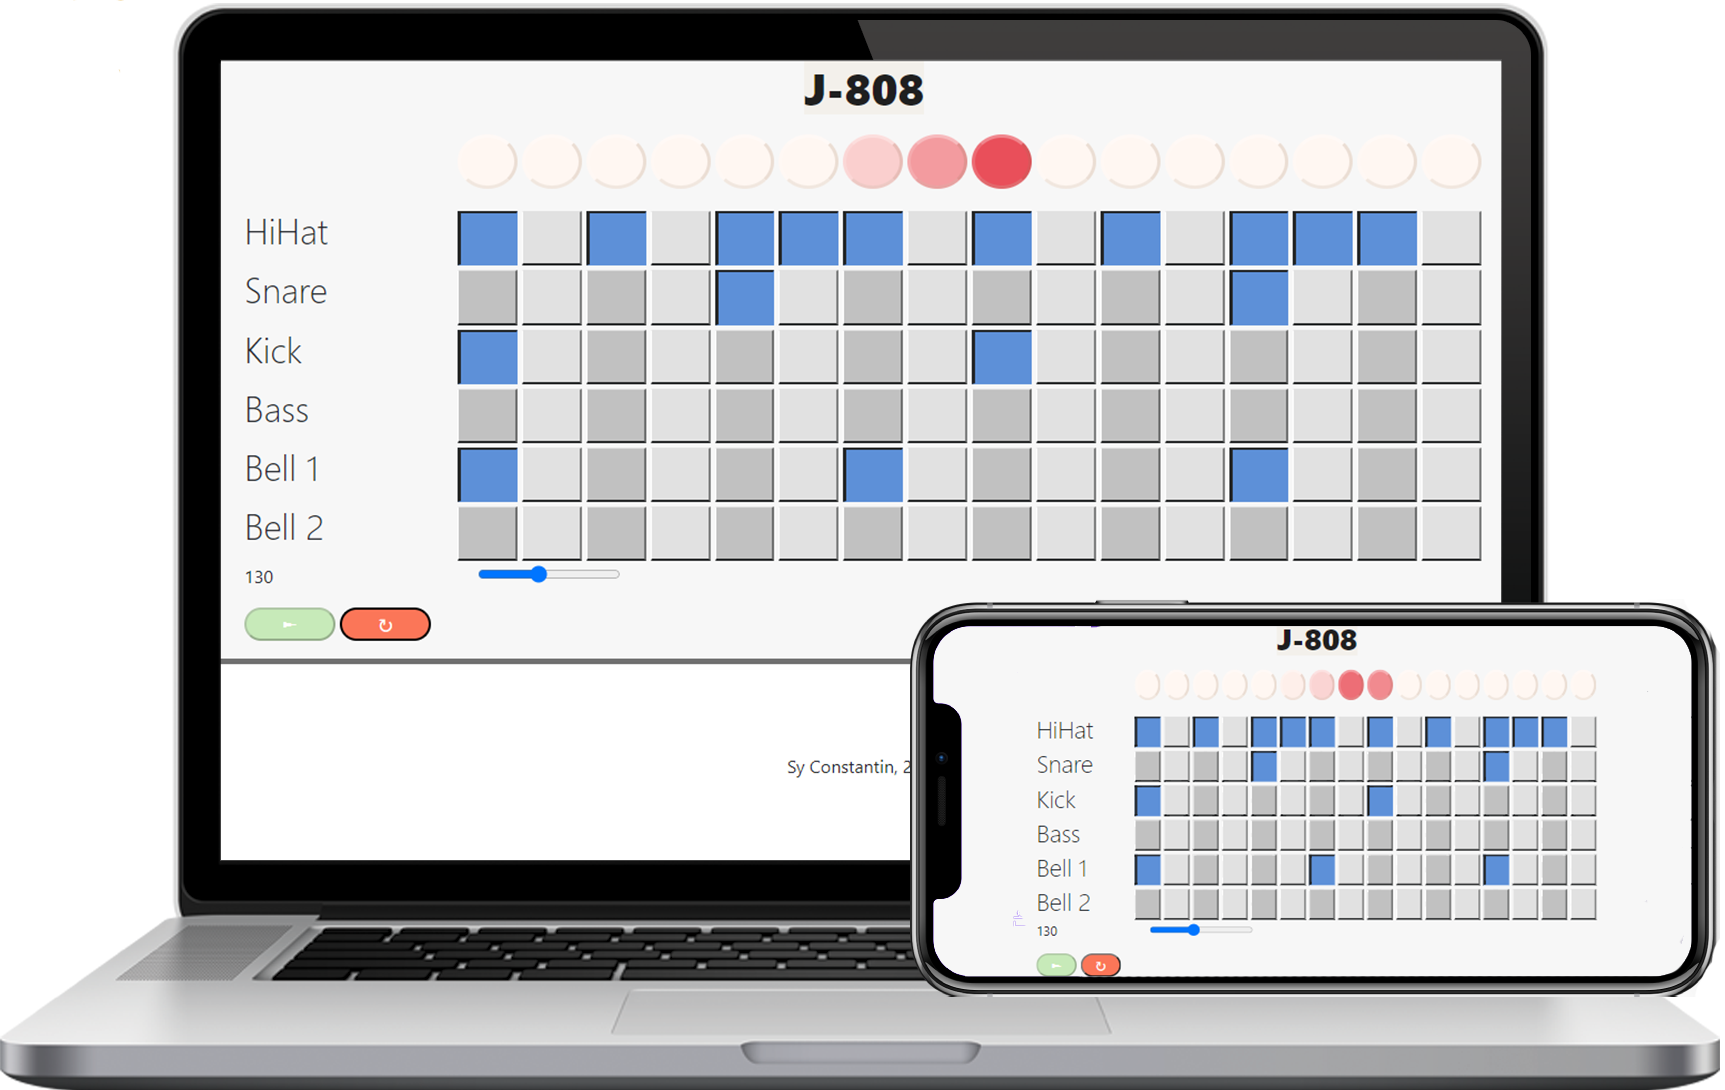 J-808
HiHat
Snare
Kick
Bass
Bell 1
Bell 2
130
Sy Constantin, 2
J-808
HiHat
Snare
Kick
Bass
Bell 1
Bell 2
130